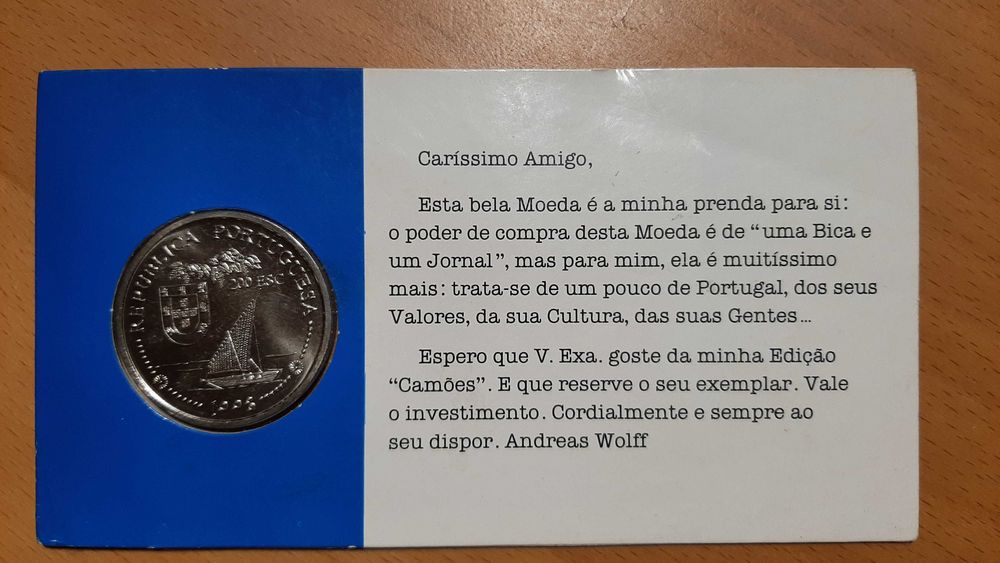 REPÚBLICA PORTUGUESA
200 ESC.
1998
Caríssimo Amigo,
Esta bela Moeda é a minha prenda para si:
o poder de compra desta Moeda é de “uma Bica e
um Jornal”, mas para mim, ela é muitíssimo
mais: trata-se de um pouco de Portugal, dos seus
Valores, da sua Cultura, das suas Gentes...
Espero que V. Exa. goste da minha Edição
“Camões”. E que reserve o seu exemplar. Vale
o investimento. Cordialmente e sempre ao
seu dispor. Andreas Wolff